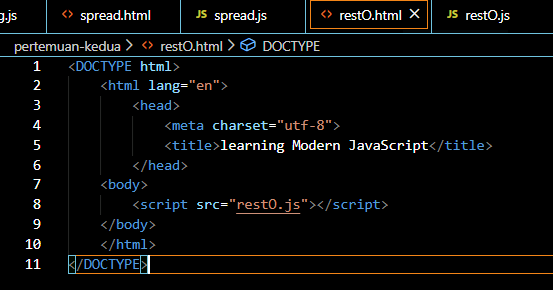 g.js <> spread.html JS spread.js <> restO.html × JS restO.js
pertemuan-kedua > <> restO.html > DOCTYPE
1 <DOCTYPE html>
2 <html lang="en">
3 <head>
4 <meta charset="utf-8">
5 <title>learning Modern JavaScript</title>
6 </head>
7 <body>
8 <script src="restO.js"></script>
9 </body>
10 </html>
11 </DOCTYPE>